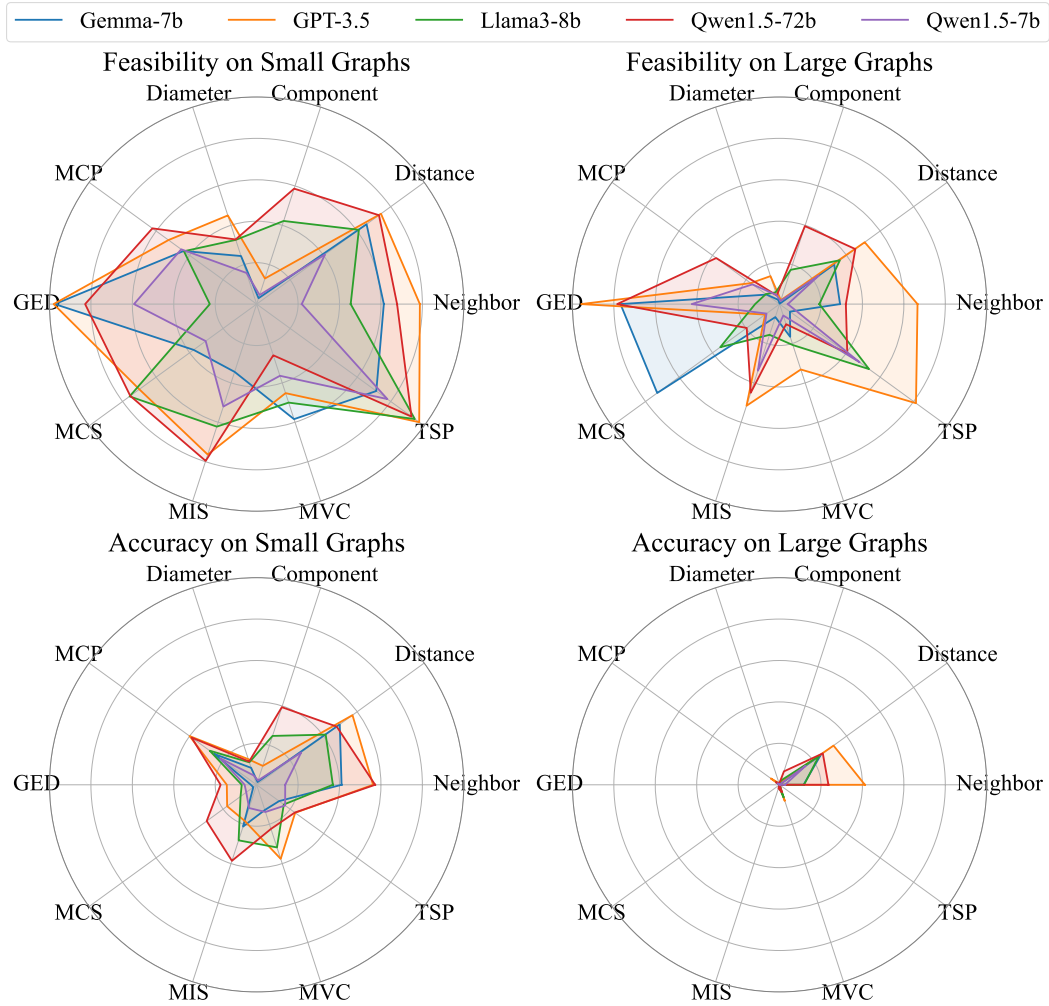 Gemma-7b GPT-3.5 Llama3-8b Qwen1.5-72b Qwen1.5-7b
Feasibility on Small Graphs
Diameter Component
MCP Distance
GED Neighbor
MCS TSP
MIS MVC
Feasibility on Large Graphs
Diameter Component
MCP Distance
GED Neighbor
MCS TSP
MIS MVC
Accuracy on Small Graphs
Diameter Component
MCP Distance
GED Neighbor
MCS TSP
MIS MVC
Accuracy on Large Graphs
Diameter Component
MCP Distance
GED Neighbor
MCS TSP
MIS MVC